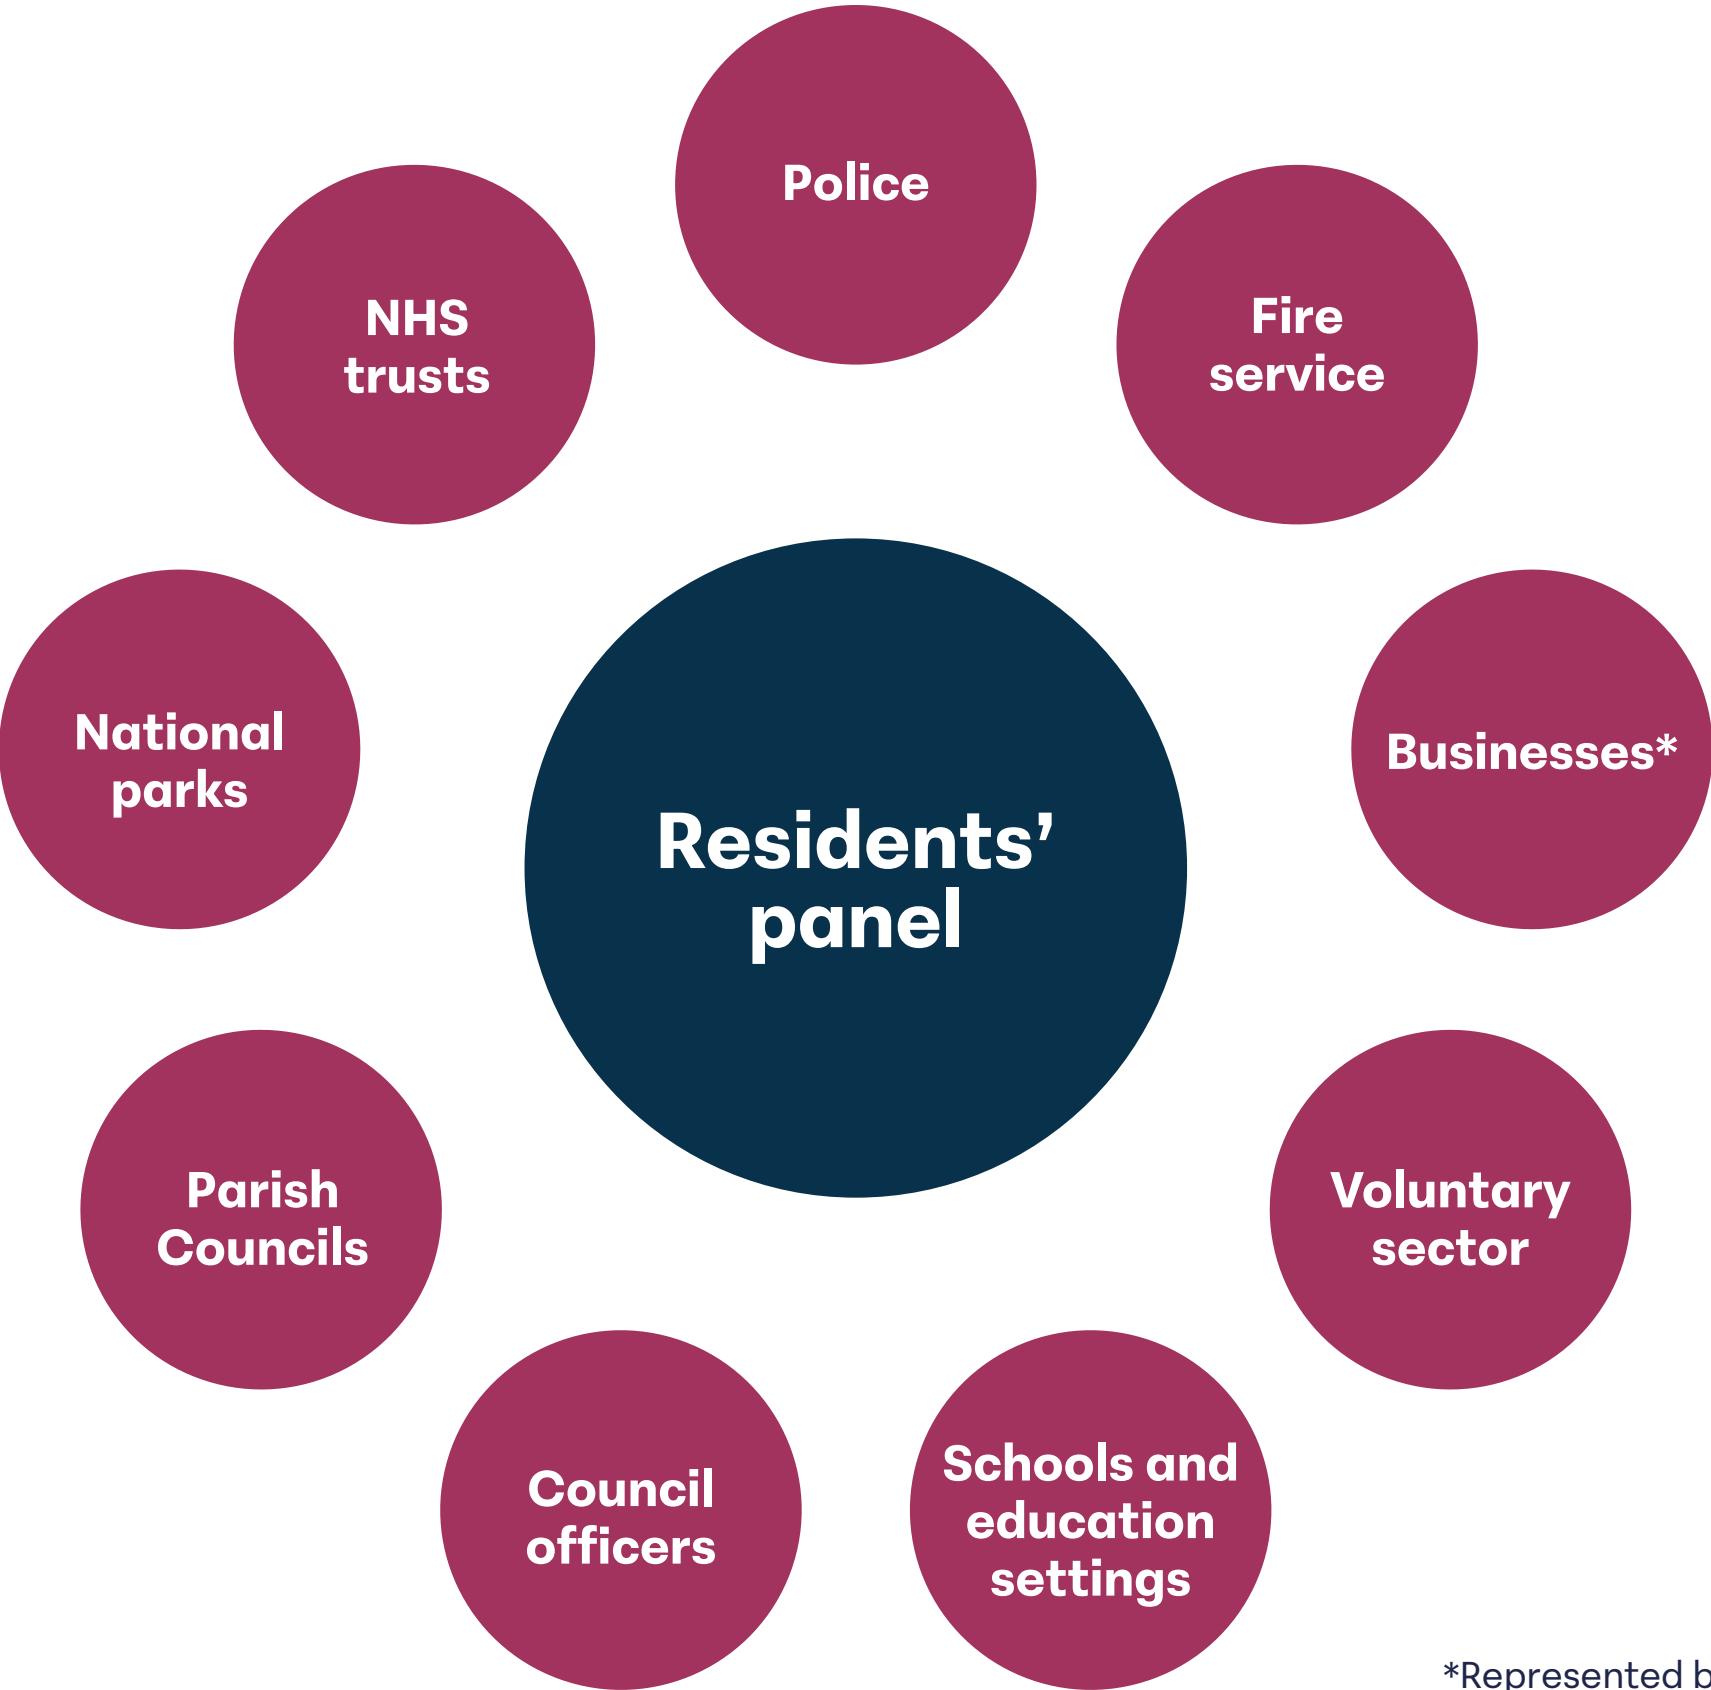 Police
NHS
trusts
Fire
service
National
parks
Businesses*
Residents’
panel
Parish
Councils
Voluntary
sector
Council
officers
Schools and
education
settings
*Represented